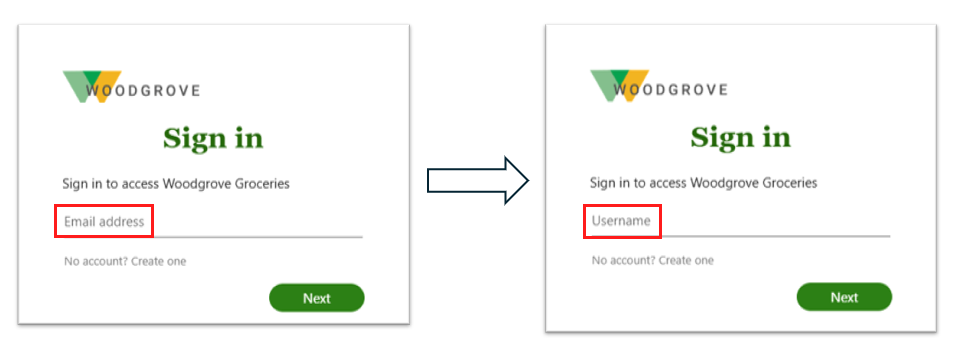 WOODGROVE
Sign in
Sign in to access Woodgrove Groceries
Email address
No account? Create one
Next
WOODGROVE
Sign in
Sign in to access Woodgrove Groceries
Username
No account? Create one
Next